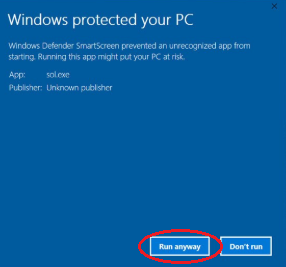 Windows protected your PC
Windows Defender SmartScreen prevented an unrecognized app from
starting. Running this app might put your PC at risk.
App: sol.exe
Publisher: Unknown publisher
Run anyway Don't run